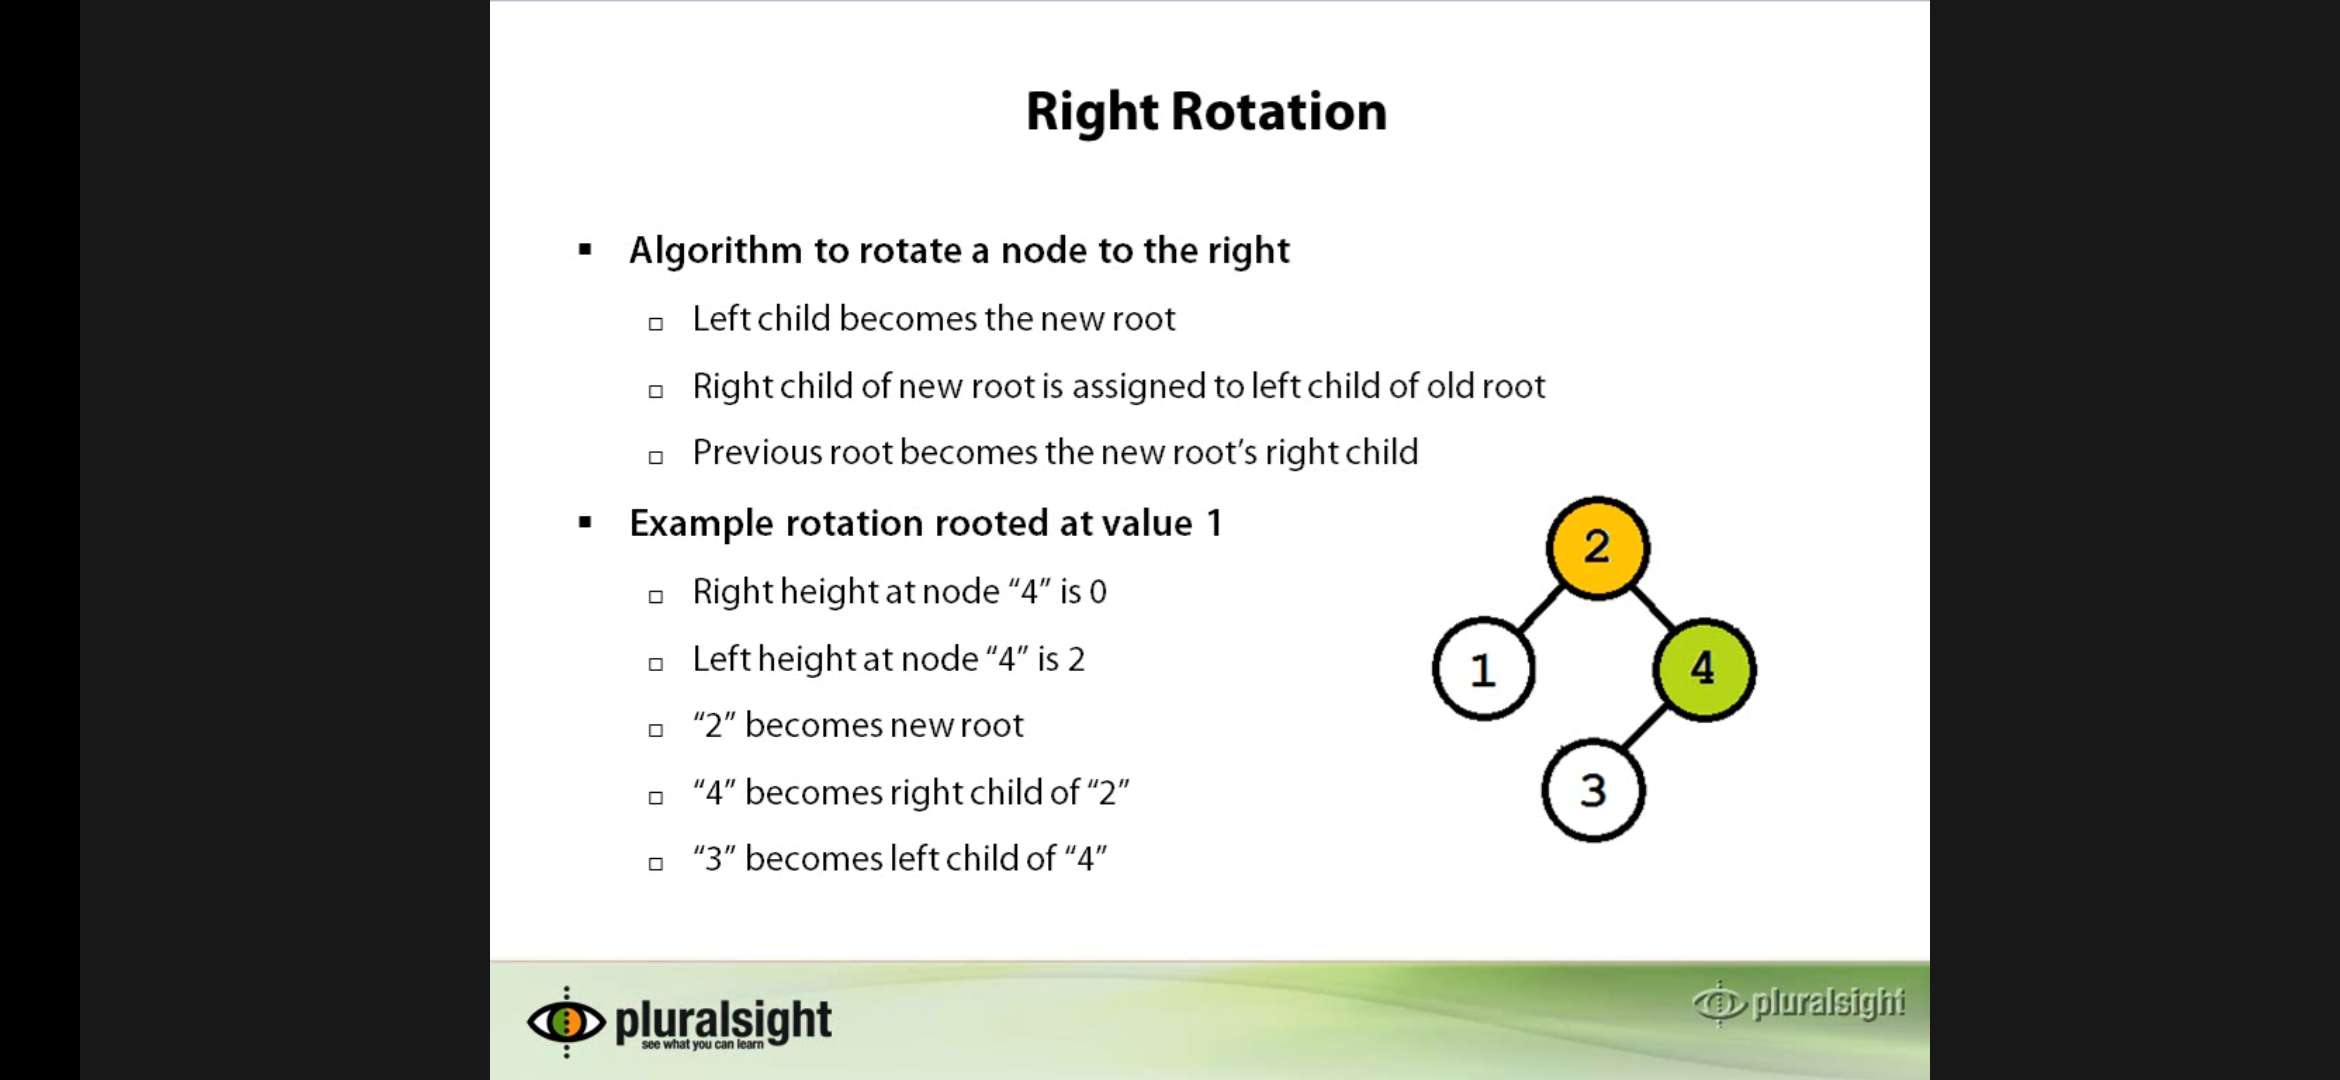 Right Rotation
Algorithm to rotate a node to the right
Left child becomes the new root
Right child of new root is assigned to left child of old root
Previous root becomes the new root’s right child
Example rotation rooted at value 1
Right height at node “4” is 0
Left height at node “4” is 2
“2” becomes new root
“4” becomes right child of “2”
“3” becomes left child of “4”
2
1
4
3
pluralsight
see what you can learn
pluralsight